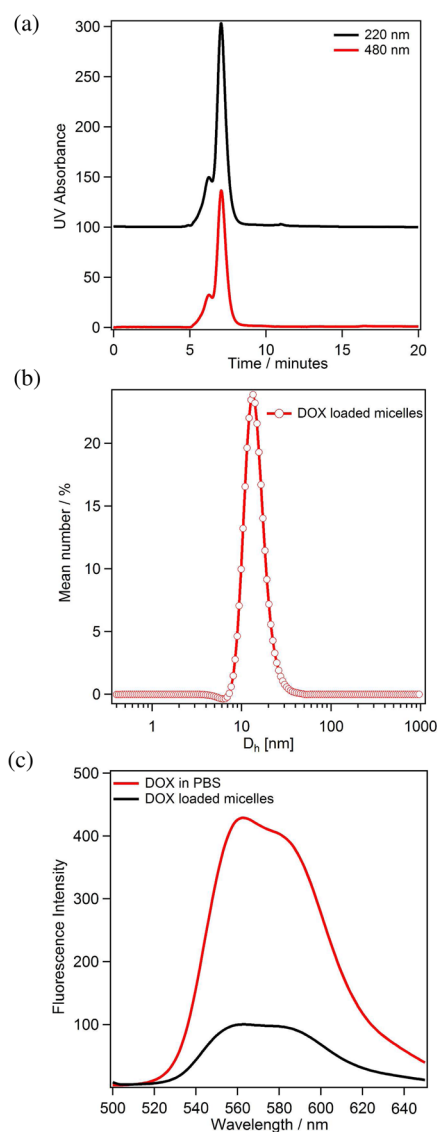 (a)
300
250
200
150
100
50
0
UV Absorbance
220 nm
480 nm
0 5 10 15 20
Time / minutes
(b)
20
15
10
5
0
Mean number / %
DOX loaded micelles
1 10 100 1000
Dₕ [nm]
(c)
500
400
300
200
100
Fluorescence Intensity
DOX in PBS
DOX loaded micelles
500 520 540 560 580 600 620 640
Wavelength / nm